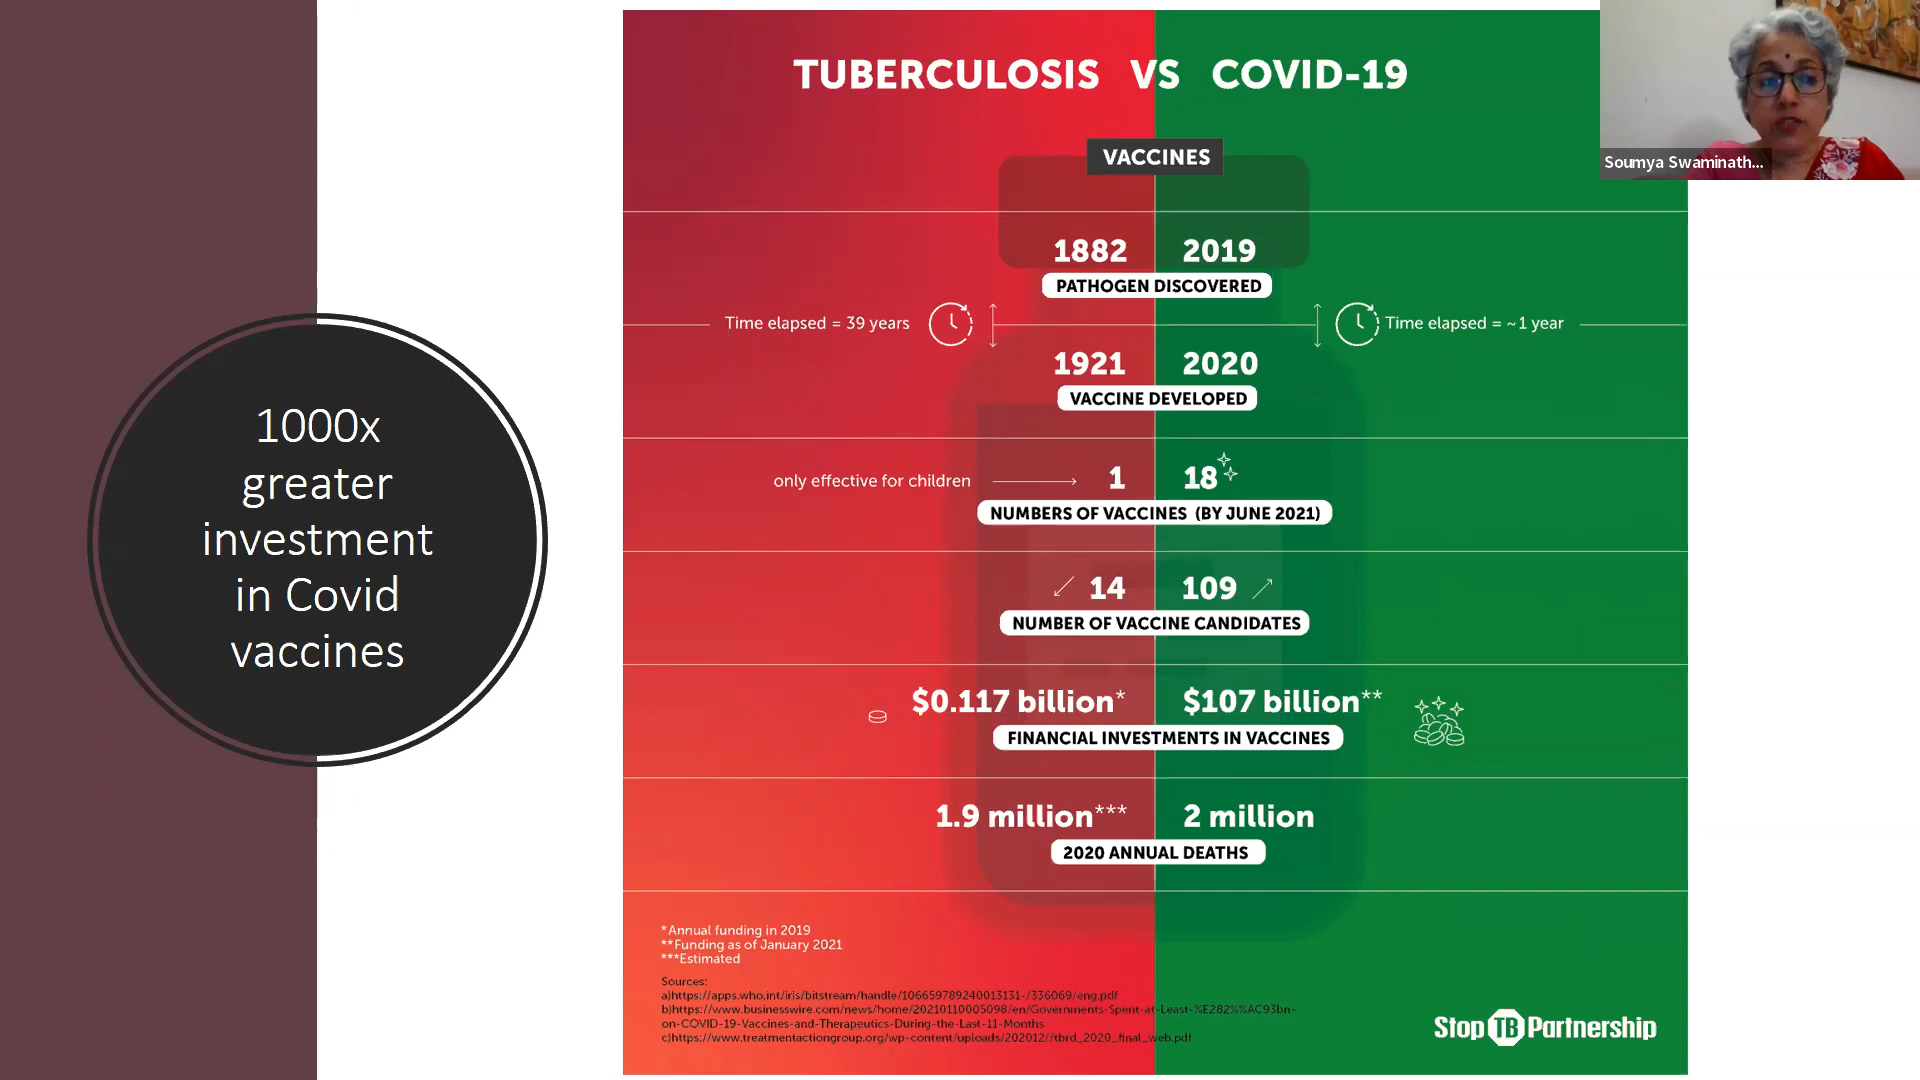 1000x
greater
investment
in Covid
vaccines
TUBERCULOSIS VS COVID-19
VACCINES
1882 2019
PATHOGEN DISCOVERED
Time elapsed = 39 years
Time elapsed = ~1 year
1921 2020
VACCINE DEVELOPED
only effective for children
1 18
NUMBERS OF VACCINES (BY JUNE 2021)
14 109
NUMBER OF VACCINE CANDIDATES
$0.117 billion* $107 billion**
FINANCIAL INVESTMENTS IN VACCINES
1.9 million*** 2 million
2020 ANNUAL DEATHS
*Annual funding in 2019
**Funding as of January 2021
***Estimated
Sources:
a)https://apps.who.int/iris/bitstream/handle/106659789240013131-/336069/eng.pdf
b)https://www.businesswire.com/news/home/20210110005098/en/Governments-Spent-at-Least-%E282%%AC93bn-
on-COVID-19-Vaccines-and-Therapeutics-During-the-Last-11-Months
c)https://www.treatmentactiongroup.org/wp-content/uploads/202012//tbrd_2020_final_web.pdf
Stop TB Partnership
Soumya Swaminath...